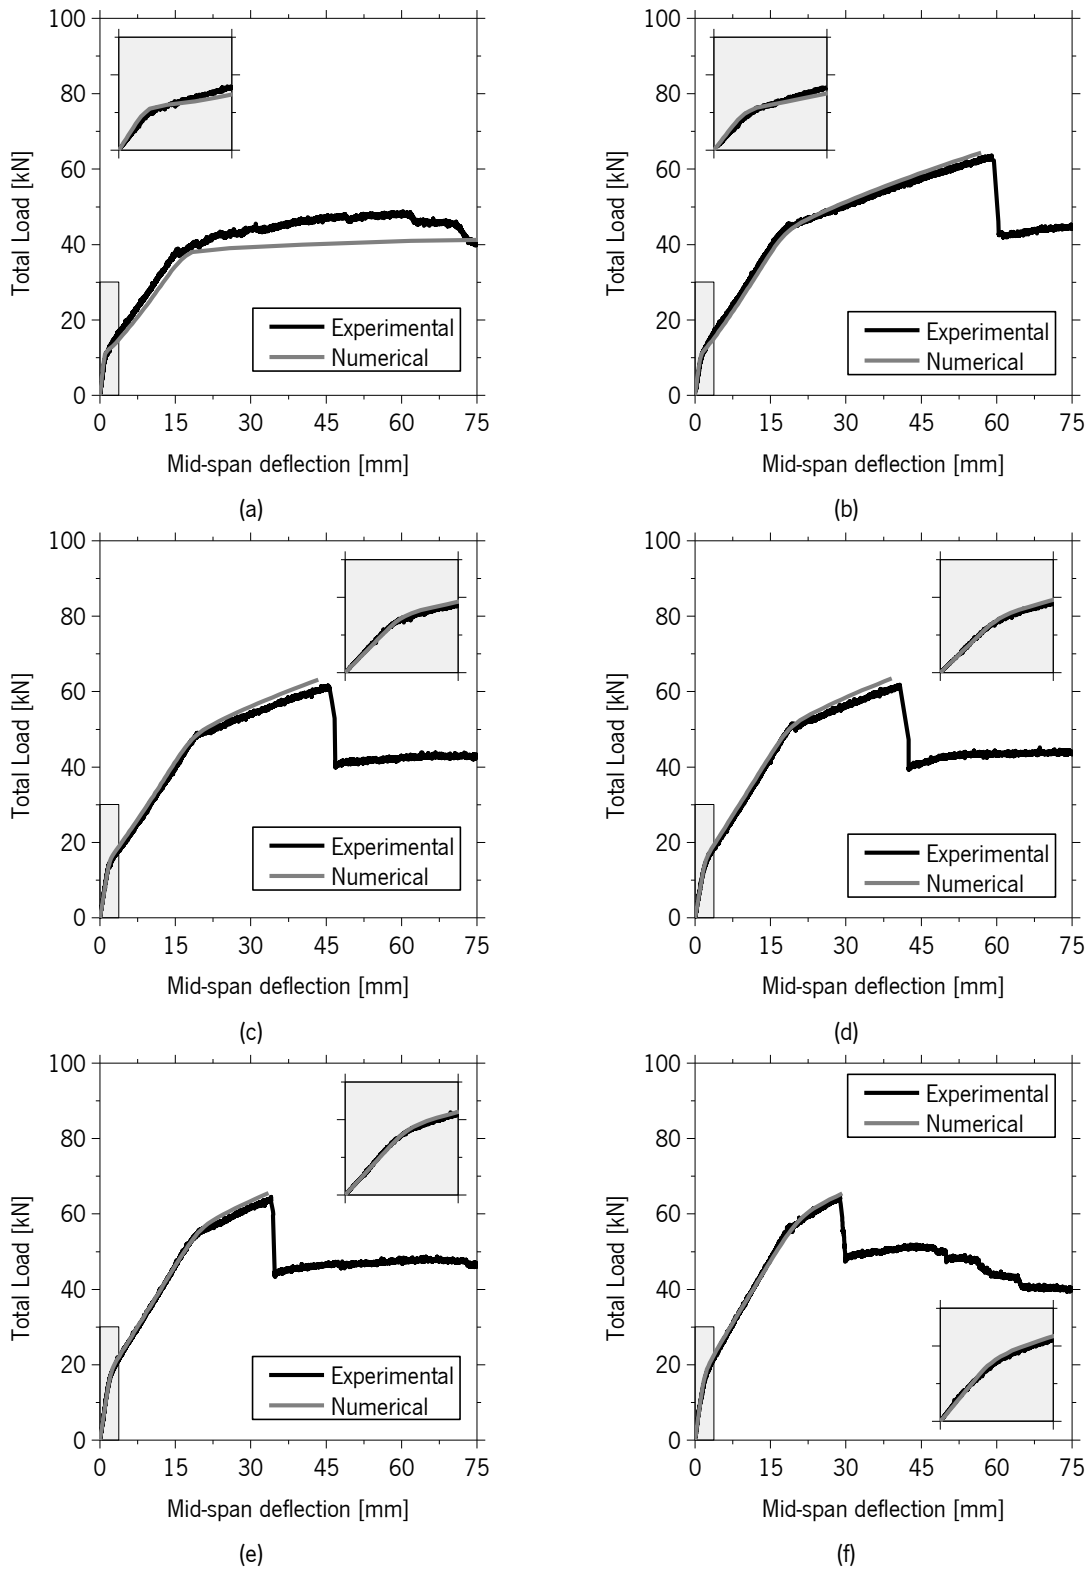 100
80
60
40
20
0
Total Load [kN]
Experimental
Numerical
0 15 30 45 60 75
Mid-span deflection [mm]
(a)
100
80
60
40
20
0
Total Load [kN]
Experimental
Numerical
0 15 30 45 60 75
Mid-span deflection [mm]
(b)
100
80
60
40
20
0
Total Load [kN]
Experimental
Numerical
0 15 30 45 60 75
Mid-span deflection [mm]
(c)
100
80
60
40
20
0
Total Load [kN]
Experimental
Numerical
0 15 30 45 60 75
Mid-span deflection [mm]
(d)
100
80
60
40
20
0
Total Load [kN]
Experimental
Numerical
0 15 30 45 60 75
Mid-span deflection [mm]
(e)
100
80
60
40
20
0
Total Load [kN]
Experimental
Numerical
0 15 30 45 60 75
Mid-span deflection [mm]
(f)